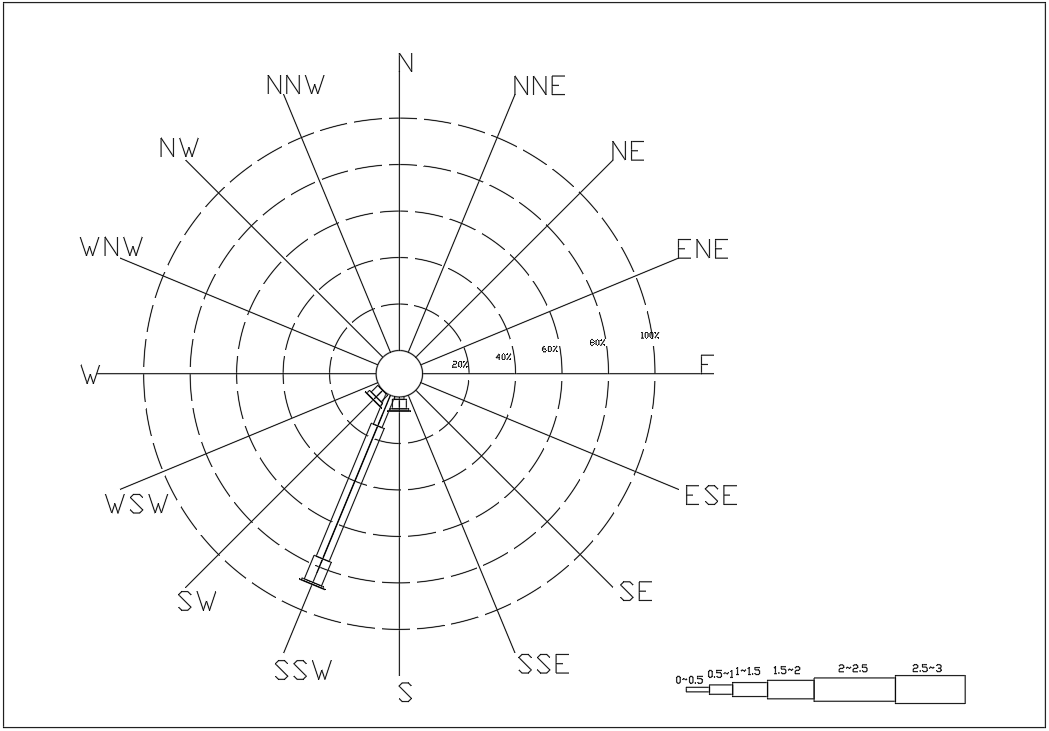 N
NNW
NNE
NW
NE
WNW
ENE
20%
40%
60%
80%
100%
W
E
WSW
ESE
SW
SE
SSW
SSE
S
0~0.5
0.5~1
1~1.5
1.5~2
2~2.5
2.5~3